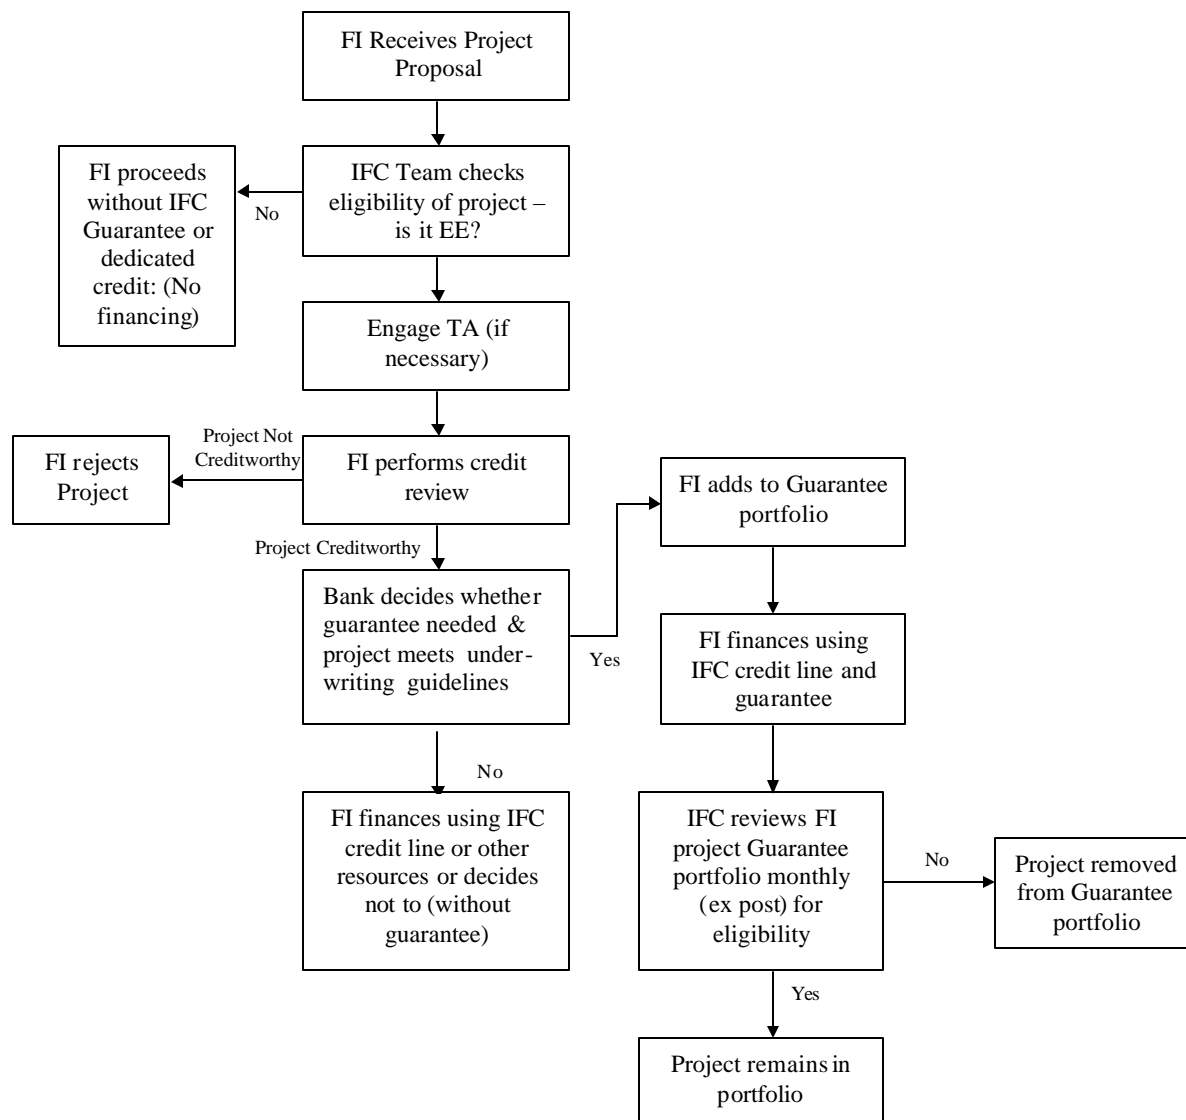 FI Receives Project
Proposal
FI proceeds
without IFC
Guarantee or
dedicated
credit: (No
financing)
No
IFC Team checks
eligibility of project –
is it EE?
Engage TA (if
necessary)
FI rejects
Project
Project Not
Creditworthy
FI performs credit
review
Project Creditworthy
Bank decides whether
guarantee needed &
project meets under-
writing guidelines
Yes
No
FI finances using IFC
credit line or other
resources or decides
not to (without
guarantee)
FI adds to Guarantee
portfolio
FI finances using
IFC credit line and
guarantee
IFC reviews FI
project Guarantee
portfolio monthly
(ex post) for
eligibility
No
Project removed
from Guarantee
portfolio
Yes
Project remains in
portfolio